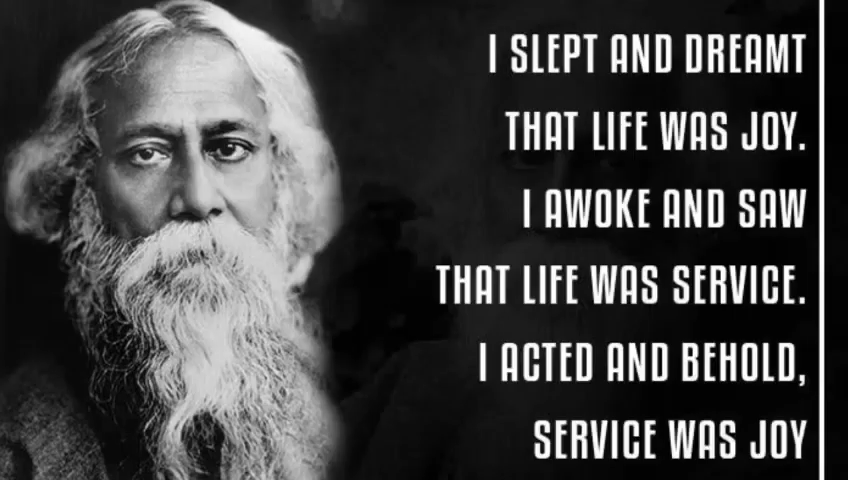 I SLEPT AND DREAMT
THAT LIFE WAS JOY.
I AWOKE AND SAW
THAT LIFE WAS SERVICE.
I ACTED AND BEHOLD,
SERVICE WAS JOY